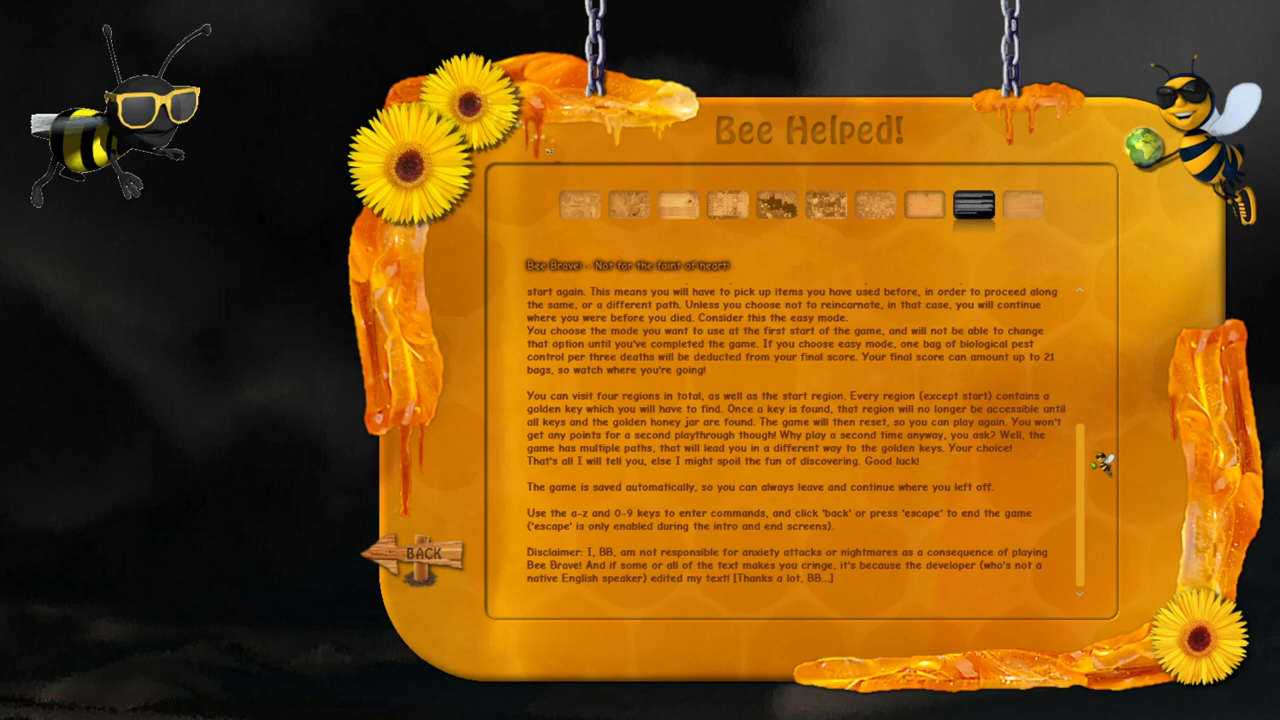 Bee Helped!
Bee Brave! - Not for the faint of heart!
start again. This means you will have to pick up items you have used before, in order to proceed along
the same, or a different path. Unless you choose not to reincarnate, in that case, you will continue
where you were before you died. Consider this the easy mode.
You choose the mode you want to use at the first start of the game, and will not be able to change
that option until you've completed the game. If you choose easy mode, one bag of biological pest
control per three deaths will be deducted from your final score. Your final score can amount up to 21
bags, so watch where you're going!
You can visit four regions in total, as well as the start region. Every region (except start) contains a
golden key which you will have to find. Once a key is found, that region will no longer be accessible until
all keys and the golden honey jar are found. The game will then reset, so you can play again. You won't
get any points for a second playthrough though! Why play a second time anyway, you ask? Well, the
game has multiple paths, that will lead you in a different way to the golden keys. Your choice!
That's all I will tell you, else I might spoil the fun of discovering. Good luck!
The game is saved automatically, so you can always leave and continue where you left off.
Use the a-z and 0-9 keys to enter commands, and click 'back' or press 'escape' to end the game
('escape' is only enabled during the intro and end screens).
Disclaimer: I, BB, am not responsible for anxiety attacks or nightmares as a consequence of playing
Bee Brave! And if some or all of the text makes you cringe, it's because the developer (who's not a
native English speaker) edited my text! [Thanks a lot, BB...]
BACK